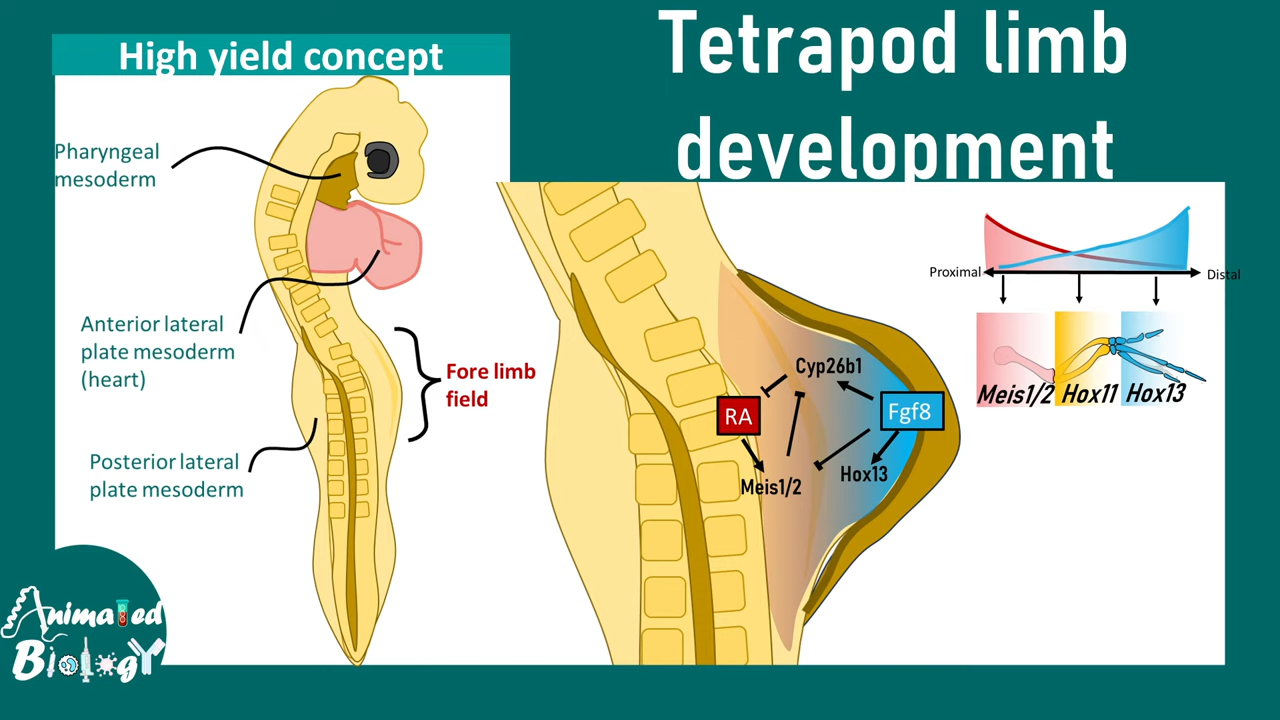 High yield concept
Tetrapod limb
development
Pharyngeal
mesoderm
Anterior lateral
plate mesoderm
(heart)
Fore limb
field
Posterior lateral
plate mesoderm
Cyp26b1
RA
Fgf8
Meis1/2
Hox13
Proximal
Distal
Meis1/2
Hox11
Hox13
Animated
Biology